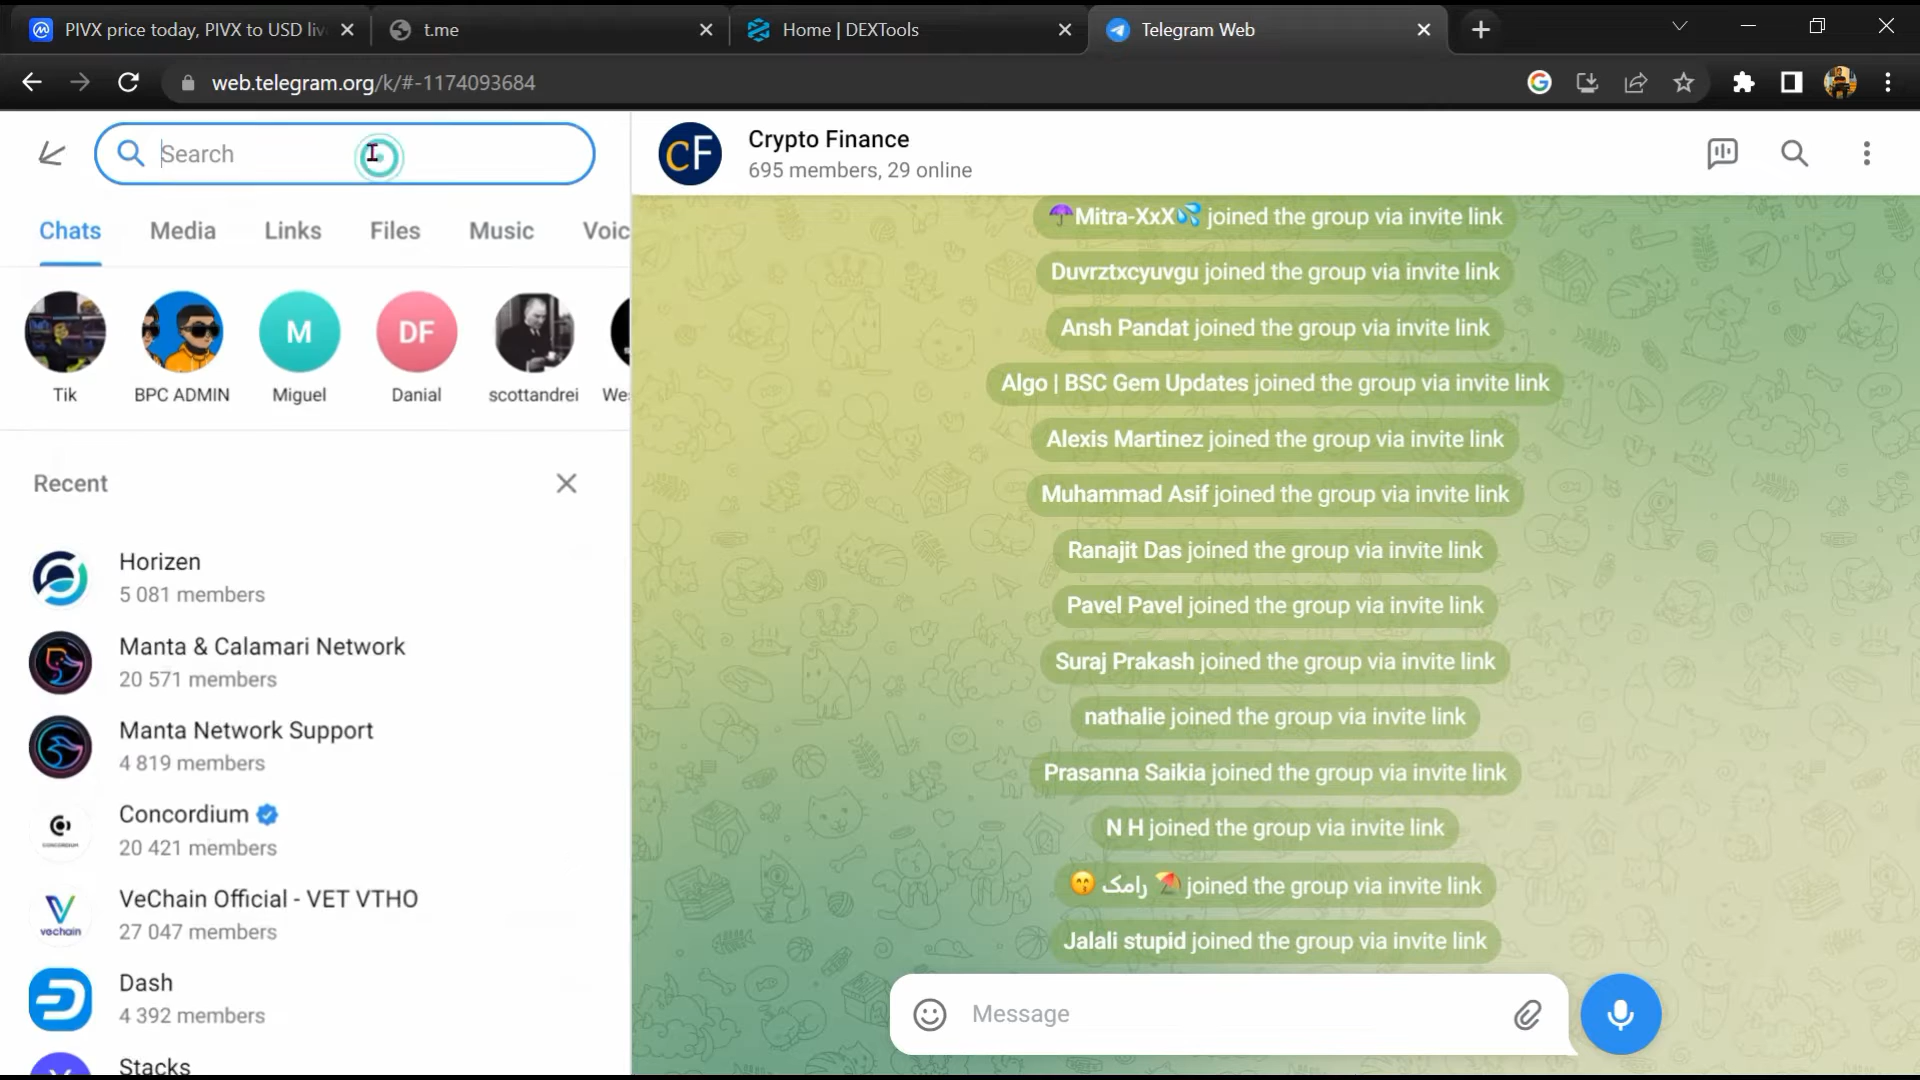 PIVX price today, PIVX to USD liv
t.me
Home | DEXTools
Telegram Web
web.telegram.org/k/#-1174093684
Search
Chats
Media
Links
Files
Music
Voic
Tik
BPC ADMIN
M
Miguel
DF
Danial
scottandrei
We
Recent
Horizen
5 081 members
Manta & Calamari Network
20 571 members
Manta Network Support
4 819 members
CONCORDIUM
Concordium
20 421 members
vechain
VeChain Official - VET VTHO
27 047 members
Dash
4 392 members
Stacks
CF
Crypto Finance
695 members, 29 online
☂️Mitra-XxX💦 joined the group via invite link
Duvrztxcyuvgu joined the group via invite link
Ansh Pandat joined the group via invite link
Algo | BSC Gem Updates joined the group via invite link
Alexis Martinez joined the group via invite link
Muhammad Asif joined the group via invite link
Ranajit Das joined the group via invite link
Pavel Pavel joined the group via invite link
Suraj Prakash joined the group via invite link
nathalie joined the group via invite link
Prasanna Saikia joined the group via invite link
N H joined the group via invite link
😙 رامک ⛱️ joined the group via invite link
Jalali stupid joined the group via invite link
Message